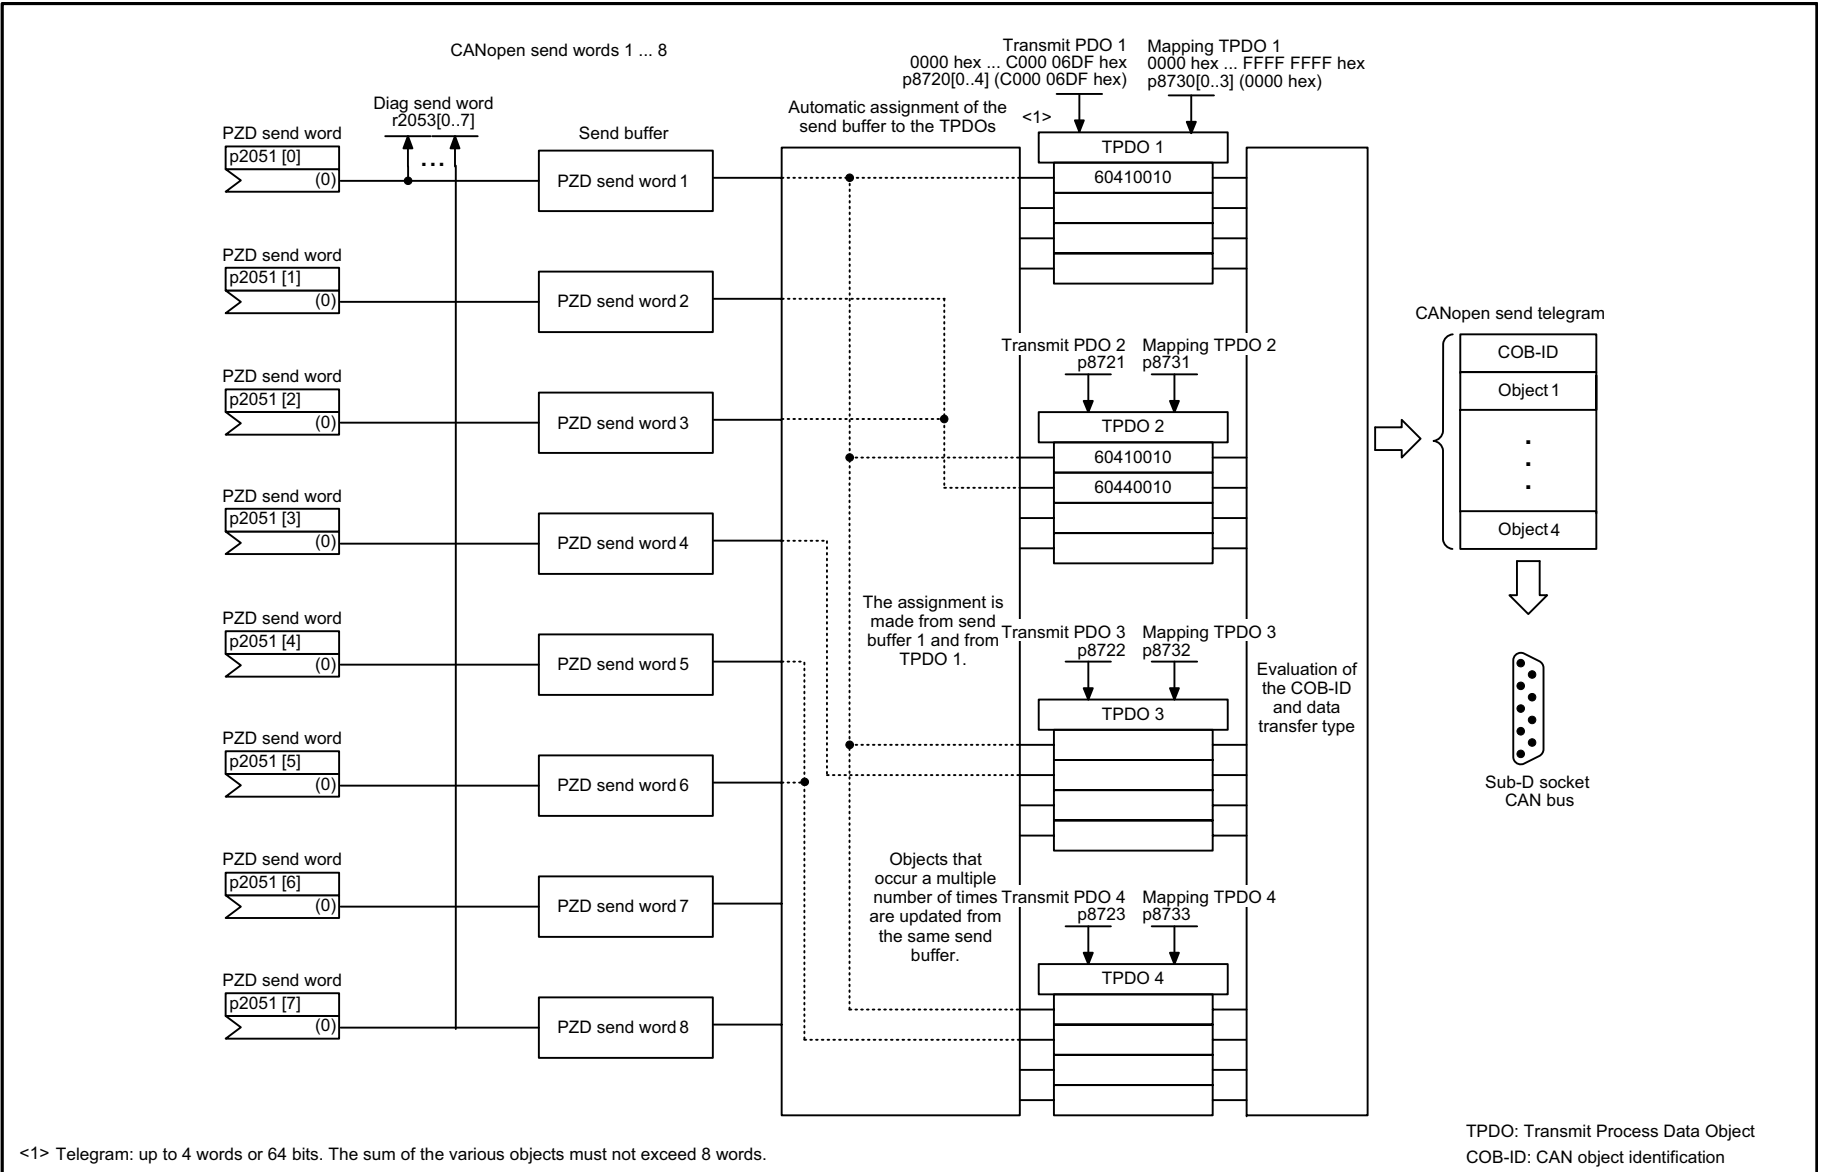 CANopen send words 1 ... 8
Transmit PDO 1
0000 hex ... C000 06DF hex
p8720[0..4] (C000 06DF hex)
Mapping TPDO 1
0000 hex ... FFFF FFFF hex
p8730[0..3] (0000 hex)
Diag send word
r2053[0..7]
...
Send buffer
Automatic assignment of the
send buffer to the TPDOs
<1>
PZD send word
p2051 [0]
(0)
PZD send word 1
TPDO 1
60410010
PZD send word
p2051 [1]
(0)
PZD send word 2
Transmit PDO 2
p8721
Mapping TPDO 2
p8731
PZD send word
p2051 [2]
(0)
PZD send word 3
TPDO 2
60410010
60440010
PZD send word
p2051 [3]
(0)
PZD send word 4
The assignment is
made from send
buffer 1 and from
TPDO 1.
PZD send word
p2051 [4]
(0)
PZD send word 5
Transmit PDO 3
p8722
Mapping TPDO 3
p8732
TPDO 3
PZD send word
p2051 [5]
(0)
PZD send word 6
Objects that
occur a multiple
number of times
are updated from
the same send
buffer.
PZD send word
p2051 [6]
(0)
PZD send word 7
Transmit PDO 4
p8723
Mapping TPDO 4
p8733
TPDO 4
PZD send word
p2051 [7]
(0)
PZD send word 8
Evaluation of
the COB-ID
and data
transfer type
CANopen send telegram
COB-ID
Object 1
.
.
.
Object 4
Sub-D socket
CAN bus
<1> Telegram: up to 4 words or 64 bits. The sum of the various objects must not exceed 8 words.
TPDO: Transmit Process Data Object
COB-ID: CAN object identification